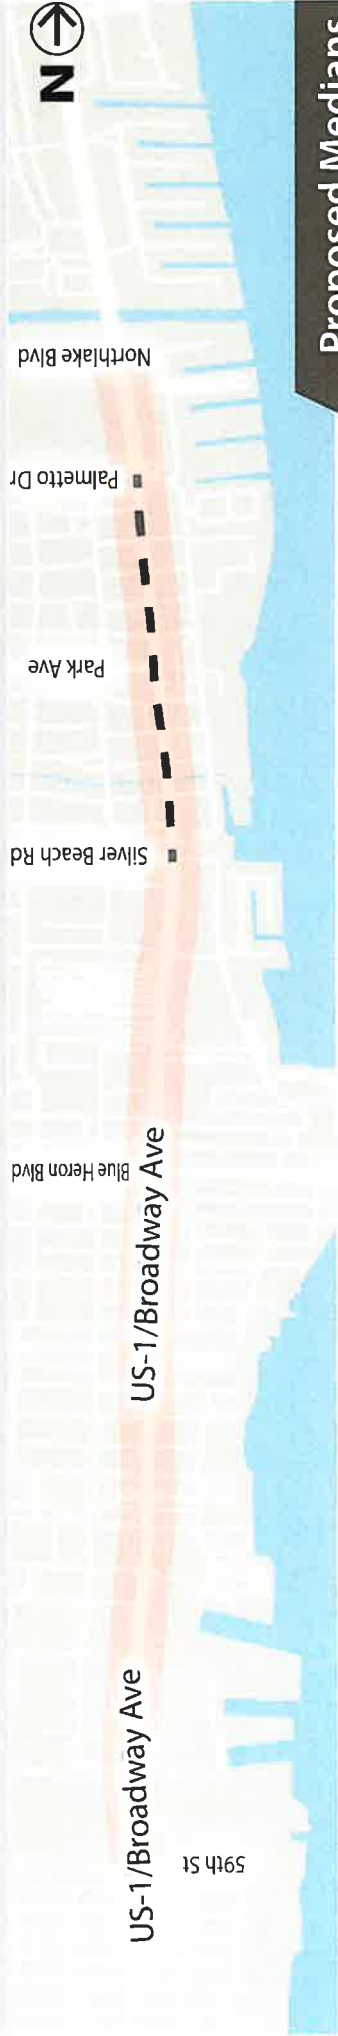 N
Proposed Medians
Northlake Blvd
Palmetto Dr
Park Ave
Silver Beach Rd
Blue Heron Blvd
US-1/Broadway Ave
US-1/Broadway Ave
59th St